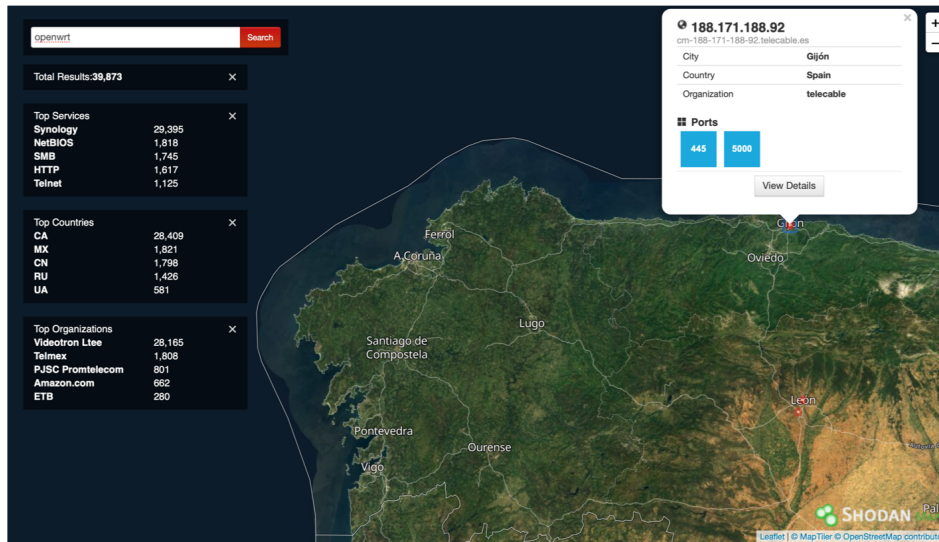 openwrt
Search
Total Results:39,873
Top Services
Synology 29,395
NetBIOS 1,818
SMB 1,745
HTTP 1,617
Telnet 1,125
Top Countries
CA 28,409
MX 1,821
CN 1,798
RU 1,426
UA 581
Top Organizations
Videotron Ltee 28,165
Telmex 1,808
PJSC Promtelecom 801
Amazon.com 662
ETB 280
188.171.188.92
cm-188-171-188-92.telecable.es
City Gijón
Country Spain
Organization telecable
Ports
445 5000
View Details
Ferrol
A Coruña
Oviedo
Lugo
Santiago de
Compostela
León
Pontevedra
Ourense
Vigo
SHODAN
Leaflet | © MapTiler © OpenStreetMap contribut